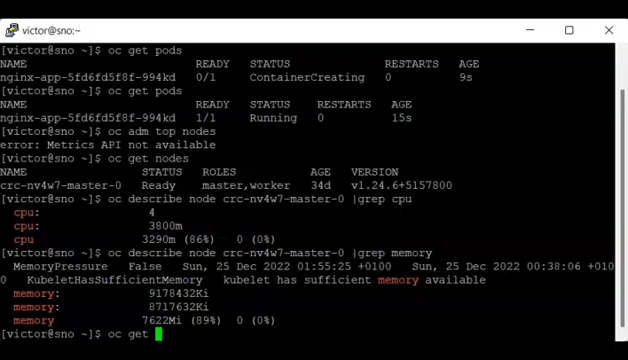 victor@sno:~
[victor@sno ~]$ oc get pods
NAME READY STATUS RESTARTS AGE
nginx-app-5fd6fd5f8f-994kd 0/1 ContainerCreating 0 9s
[victor@sno ~]$ oc get pods
NAME READY STATUS RESTARTS AGE
nginx-app-5fd6fd5f8f-994kd 1/1 Running 0 15s
[victor@sno ~]$ oc adm top nodes
error: Metrics API not available
[victor@sno ~]$ oc get nodes
NAME STATUS ROLES AGE VERSION
crc-nv4w7-master-0 Ready master,worker 34d v1.24.6+5157800
[victor@sno ~]$ oc describe node crc-nv4w7-master-0 |grep cpu
cpu: 4
cpu: 3800m
cpu 3290m (86%) 0 (0%)
[victor@sno ~]$ oc describe node crc-nv4w7-master-0 |grep memory
MemoryPressure False Sun, 25 Dec 2022 01:55:25 +0100 Sun, 25 Dec 2022 00:38:06 +010
0 KubeletHasSufficientMemory kubelet has sufficient memory available
memory: 9178432Ki
memory: 8717632Ki
memory 7622Mi (89%) 0 (0%)
[victor@sno ~]$ oc get